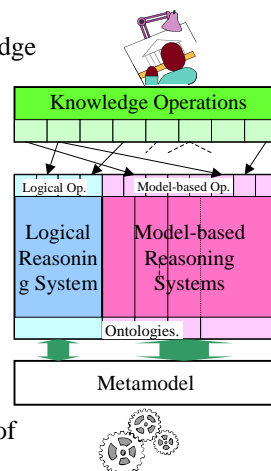 dge
Knowledge Operations
Logical Op. Model-based Op.
Logical
Reasonin
g System
Model-based
Reasoning
Systems
Ontologies.
Metamodel
of